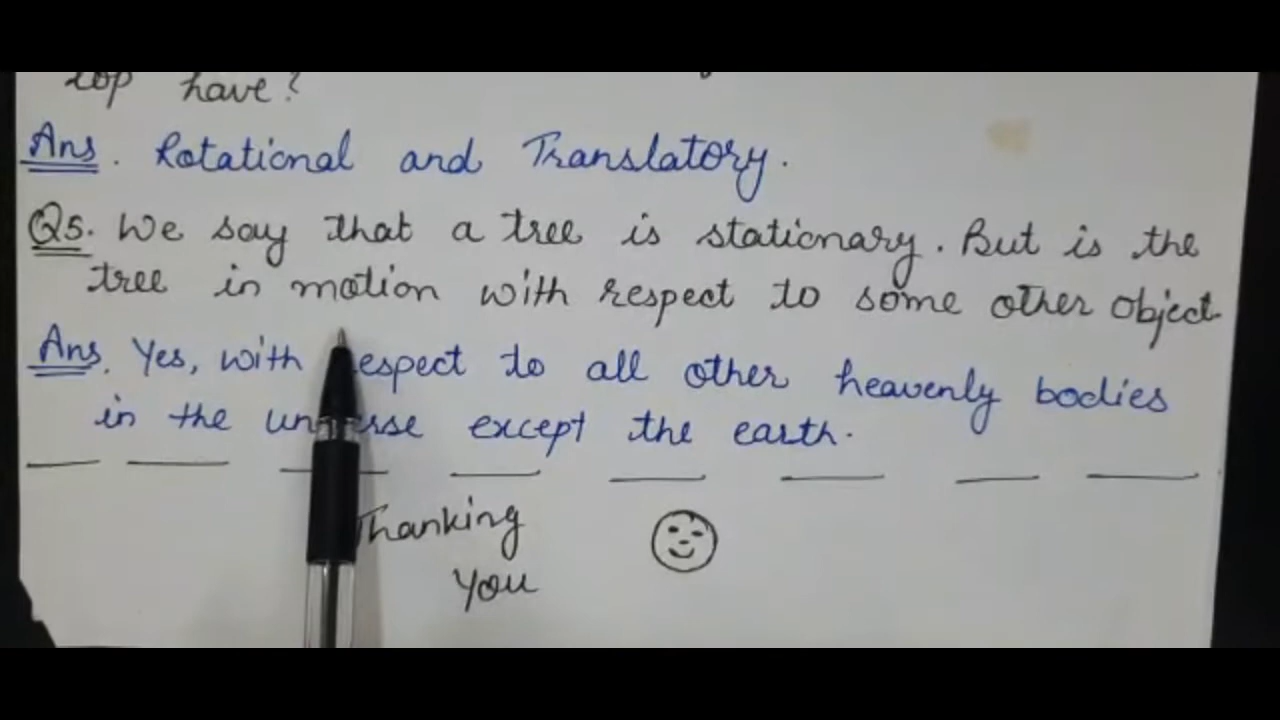 top have?
Ans. Rotational and Translatory.
Q5. We say that a tree is stationary. But is the
tree in motion with respect to some other object
Ans. Yes, with respect to all other heavenly bodies
in the universe except the earth.
Thanking
You